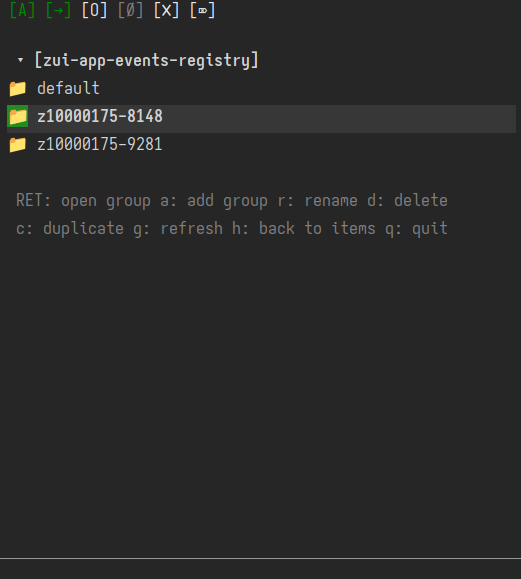 [A] [→] [O] [Ø] [X] [⌦]
▾ [zui-app-events-registry]
📁 default
📁 z10000175-8148
📁 z10000175-9281
RET: open group a: add group r: rename d: delete
c: duplicate g: refresh h: back to items q: quit